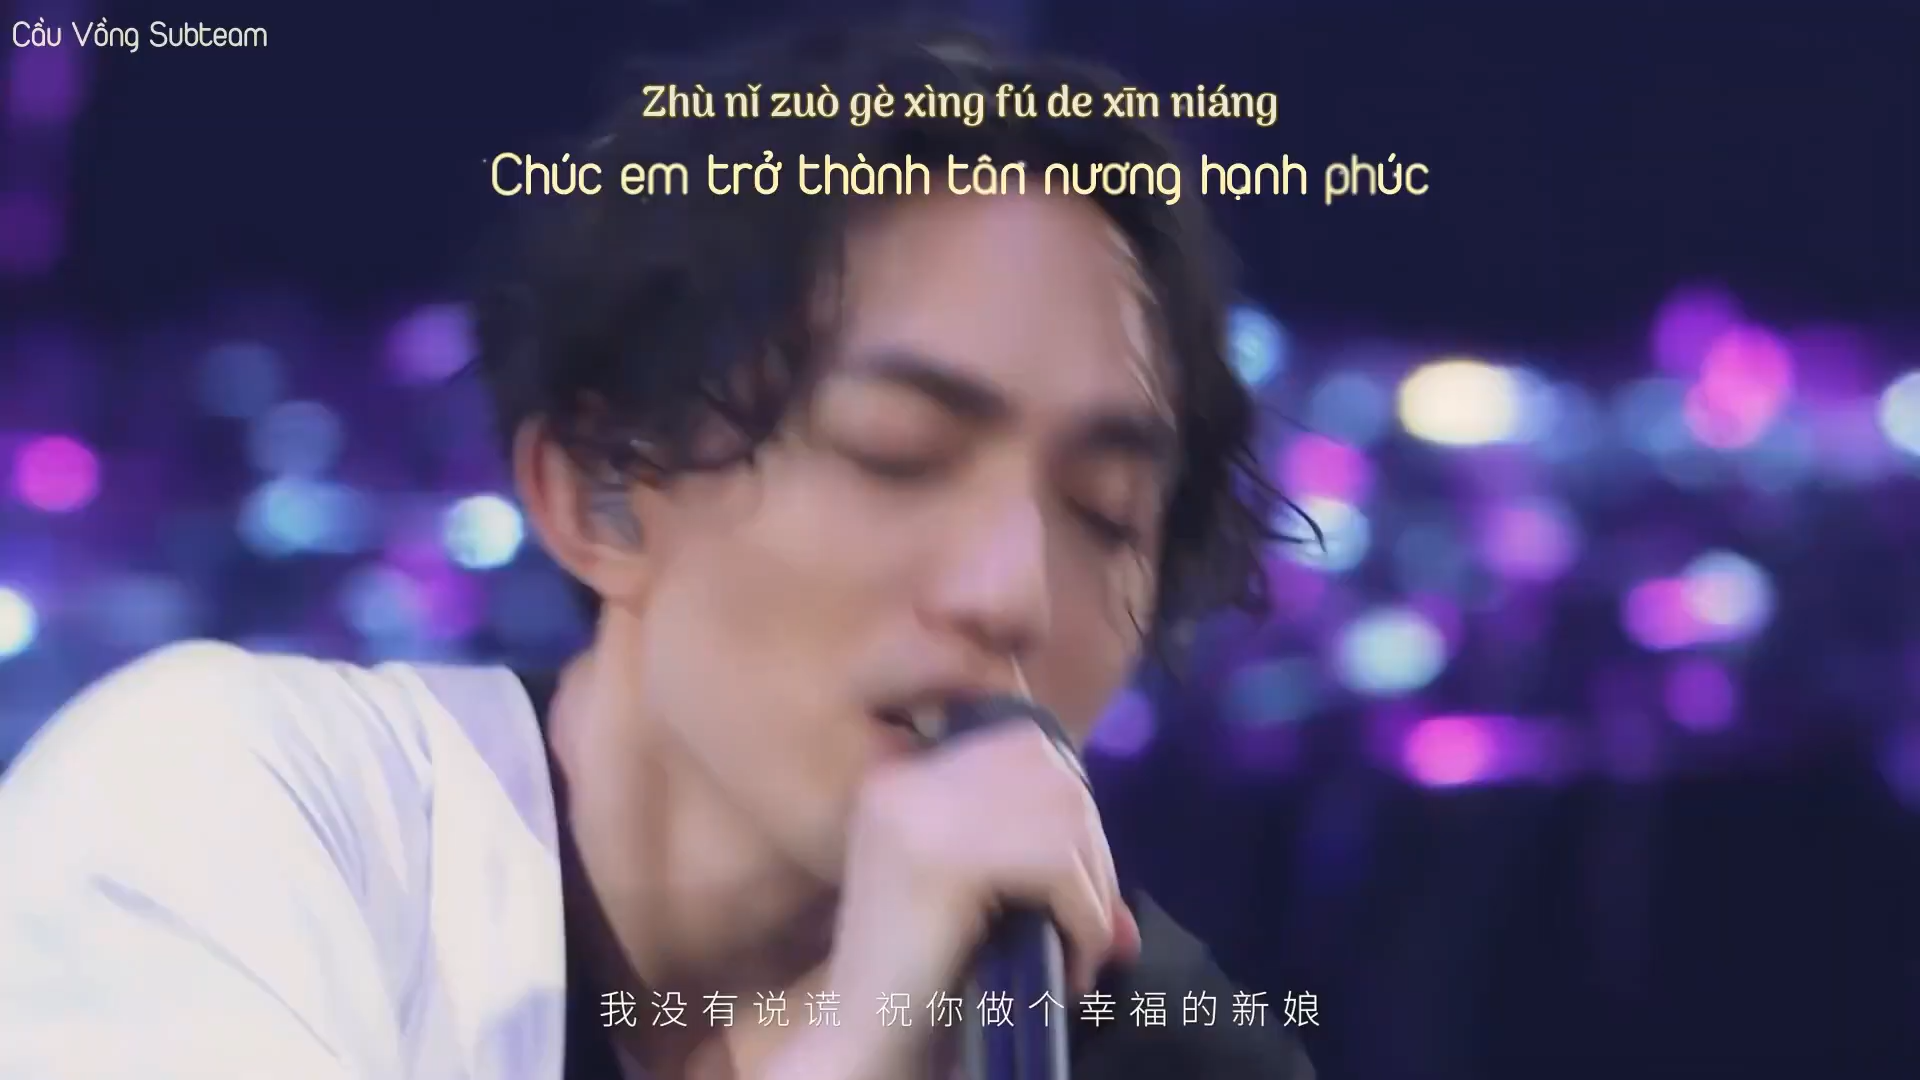 Cầu Vồng Subteam
Zhù nǐ zuò gè xìng fú de xīn niáng
Chúc em trở thành tân nương hạnh phúc
我没有说谎 祝你做个幸福的新娘